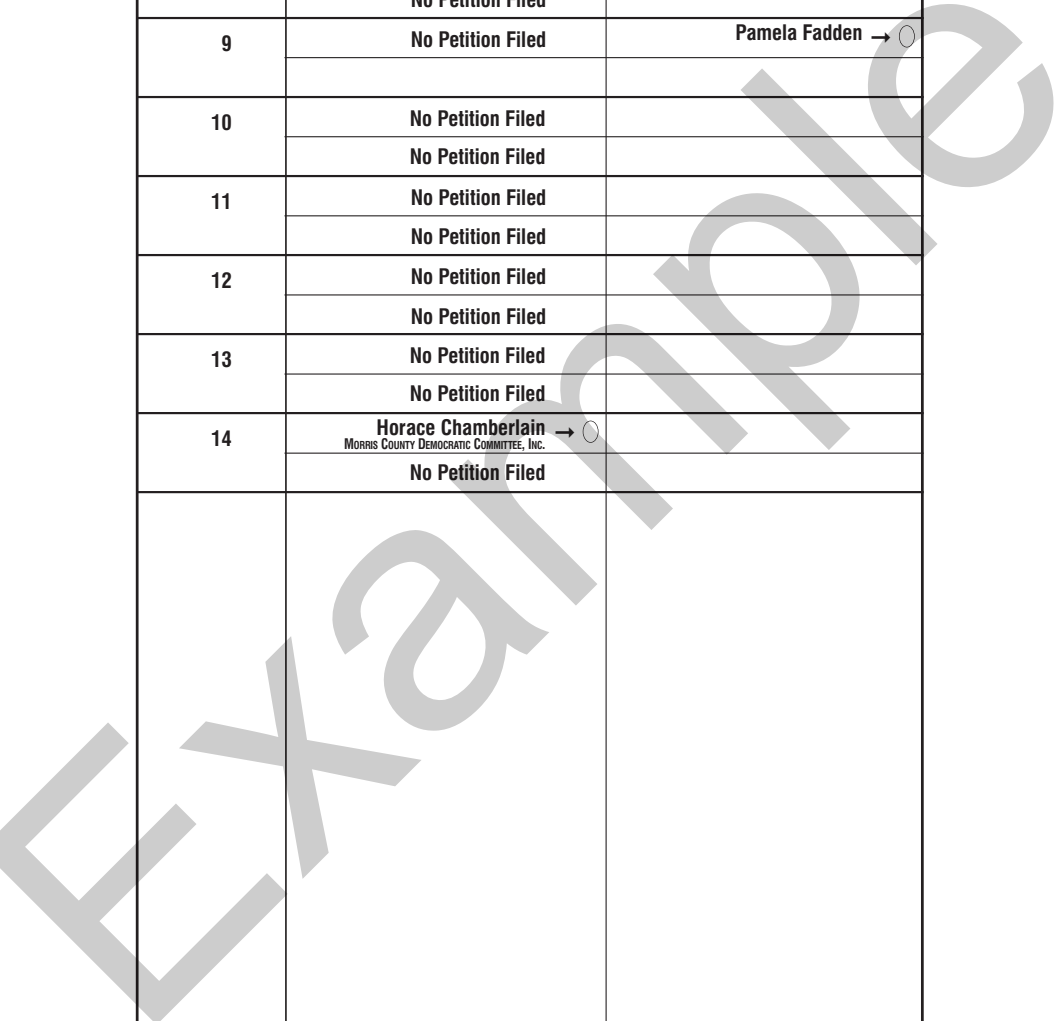 No Petition Filed
9 No Petition Filed Pamela Fadden →
10 No Petition Filed
No Petition Filed
11 No Petition Filed
No Petition Filed
12 No Petition Filed
No Petition Filed
13 No Petition Filed
No Petition Filed
14 Horace Chamberlain →
Morris County Democratic Committee, Inc.
No Petition Filed
Example